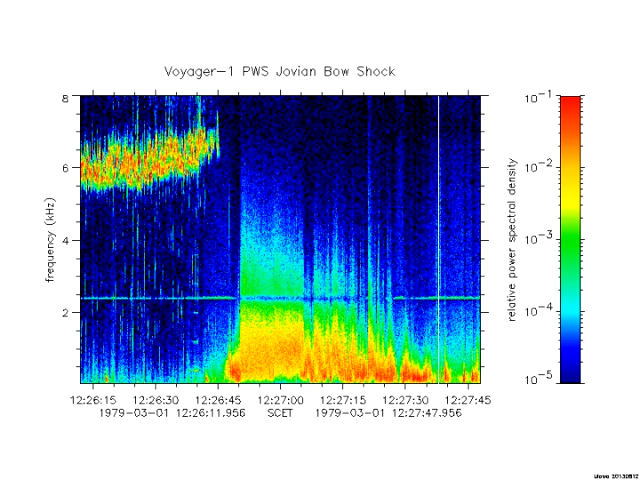 Voyager-1 PWS Jovian Bow Shock
8
6
4
2
frequency (kHz)
12:26:15 12:26:30 12:26:45 12:27:00 12:27:15 12:27:30 12:27:45
1979-03-01 12:26:11.956 SCET 1979-03-01 12:27:47.956
10^-1
10^-2
10^-3
10^-4
10^-5
relative power spectral density